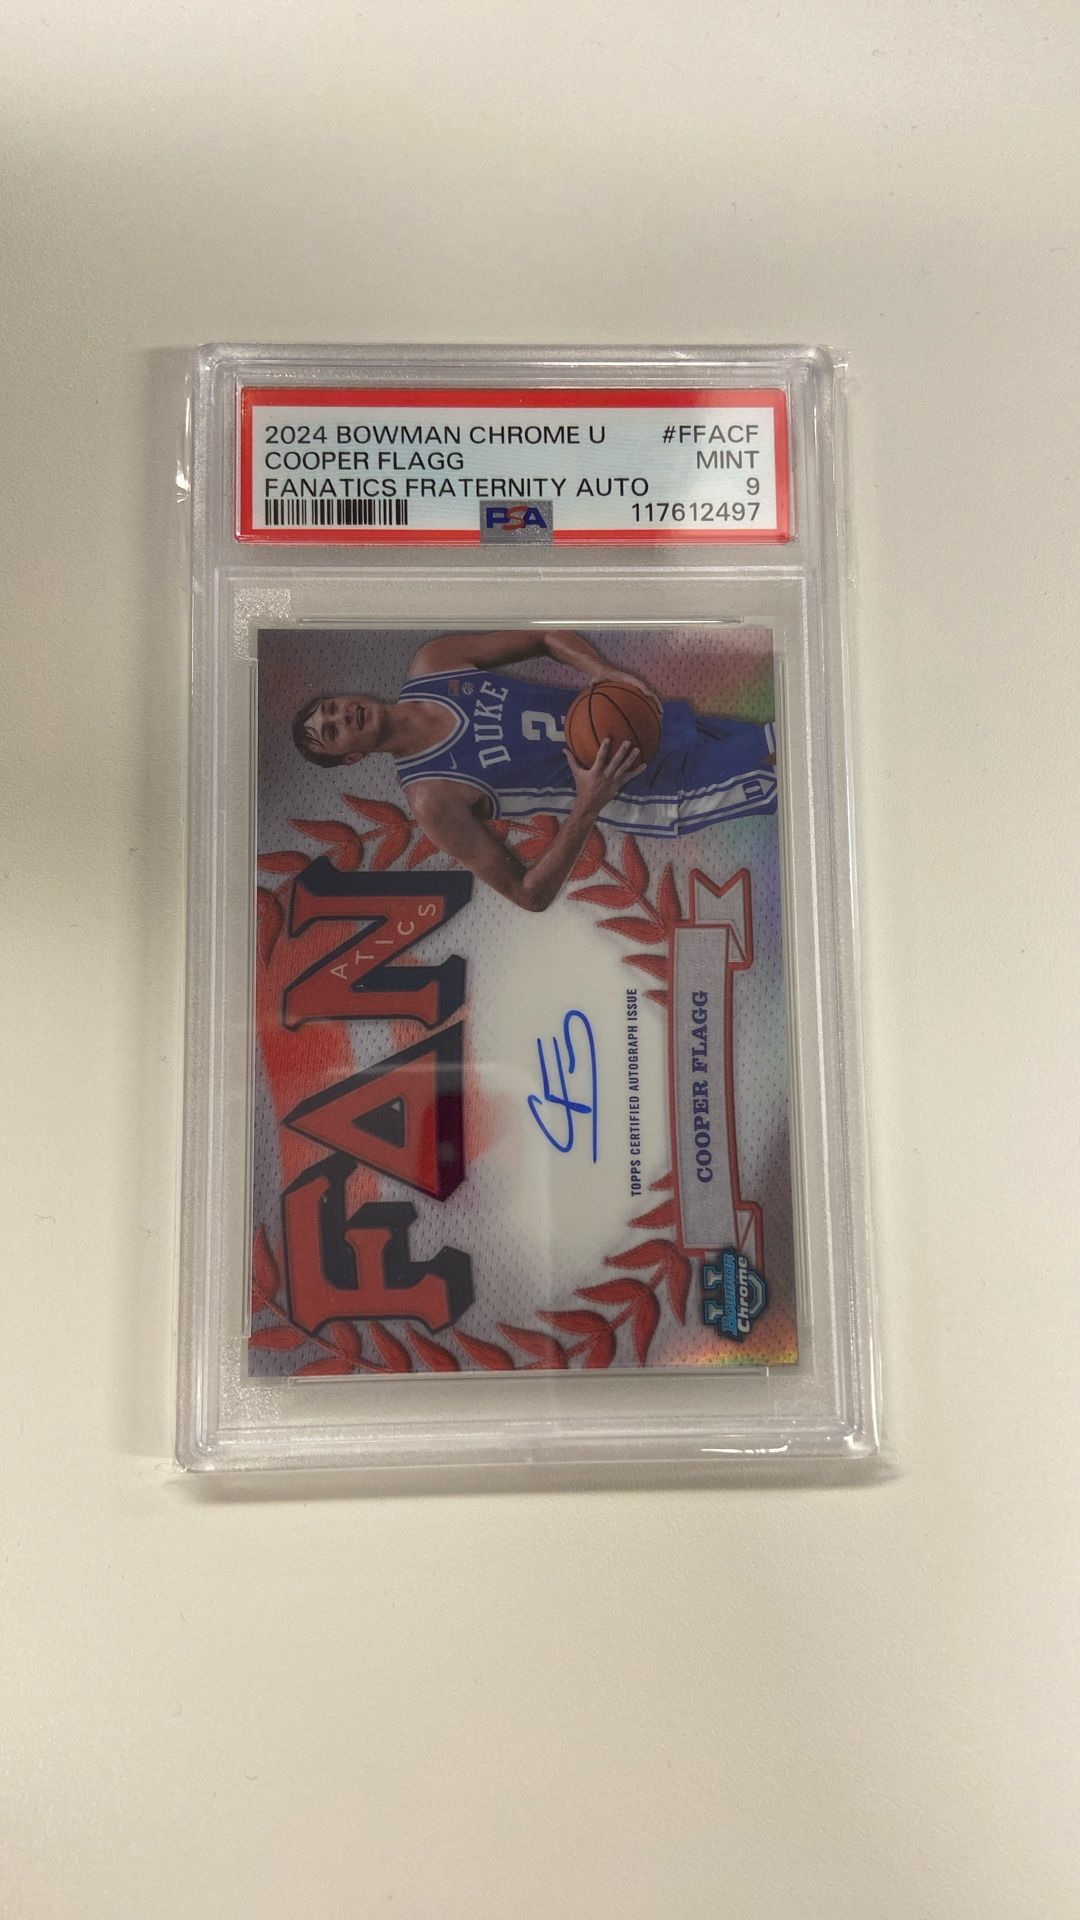 2024 BOWMAN CHROME U #FFACF
COOPER FLAGG MINT
FANATICS FRATERNITY AUTO 9
PSA 117612497
DUKE
2
FAN
ATICS
TOPPS CERTIFIED AUTOGRAPH ISSUE
COOPER FLAGG
U
Bowman
Chrome